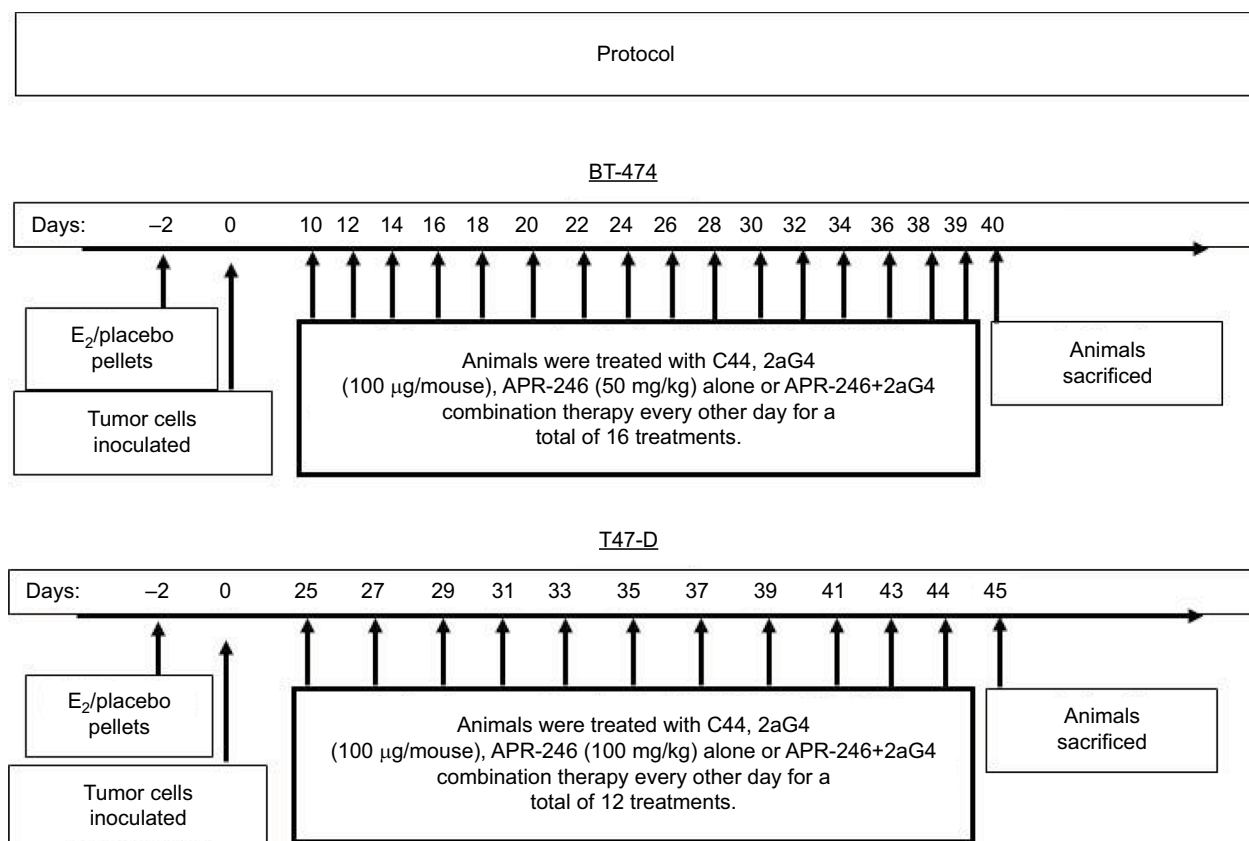 Protocol
BT-474
Days: –2 0 10 12 14 16 18 20 22 24 26 28 30 32 34 36 38 39 40
E₂/placebo
pellets
Tumor cells
inoculated
Animals were treated with C44, 2aG4
(100 μg/mouse), APR-246 (50 mg/kg) alone or APR-246+2aG4
combination therapy every other day for a
total of 16 treatments.
Animals
sacrificed
T47-D
Days: –2 0 25 27 29 31 33 35 37 39 41 43 44 45
E₂/placebo
pellets
Tumor cells
inoculated
Animals were treated with C44, 2aG4
(100 μg/mouse), APR-246 (100 mg/kg) alone or APR-246+2aG4
combination therapy every other day for a
total of 12 treatments.
Animals
sacrificed